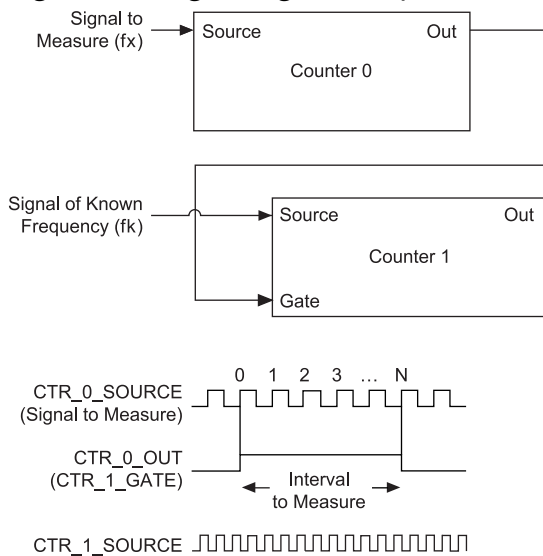 Signal to
Measure (fx)
Source
Out
Counter 0
Signal of Known
Frequency (fk)
Source
Out
Counter 1
Gate
0 1 2 3 ... N
CTR_0_SOURCE
(Signal to Measure)
CTR_0_OUT
(CTR_1_GATE)
Interval
to Measure
CTR_1_SOURCE